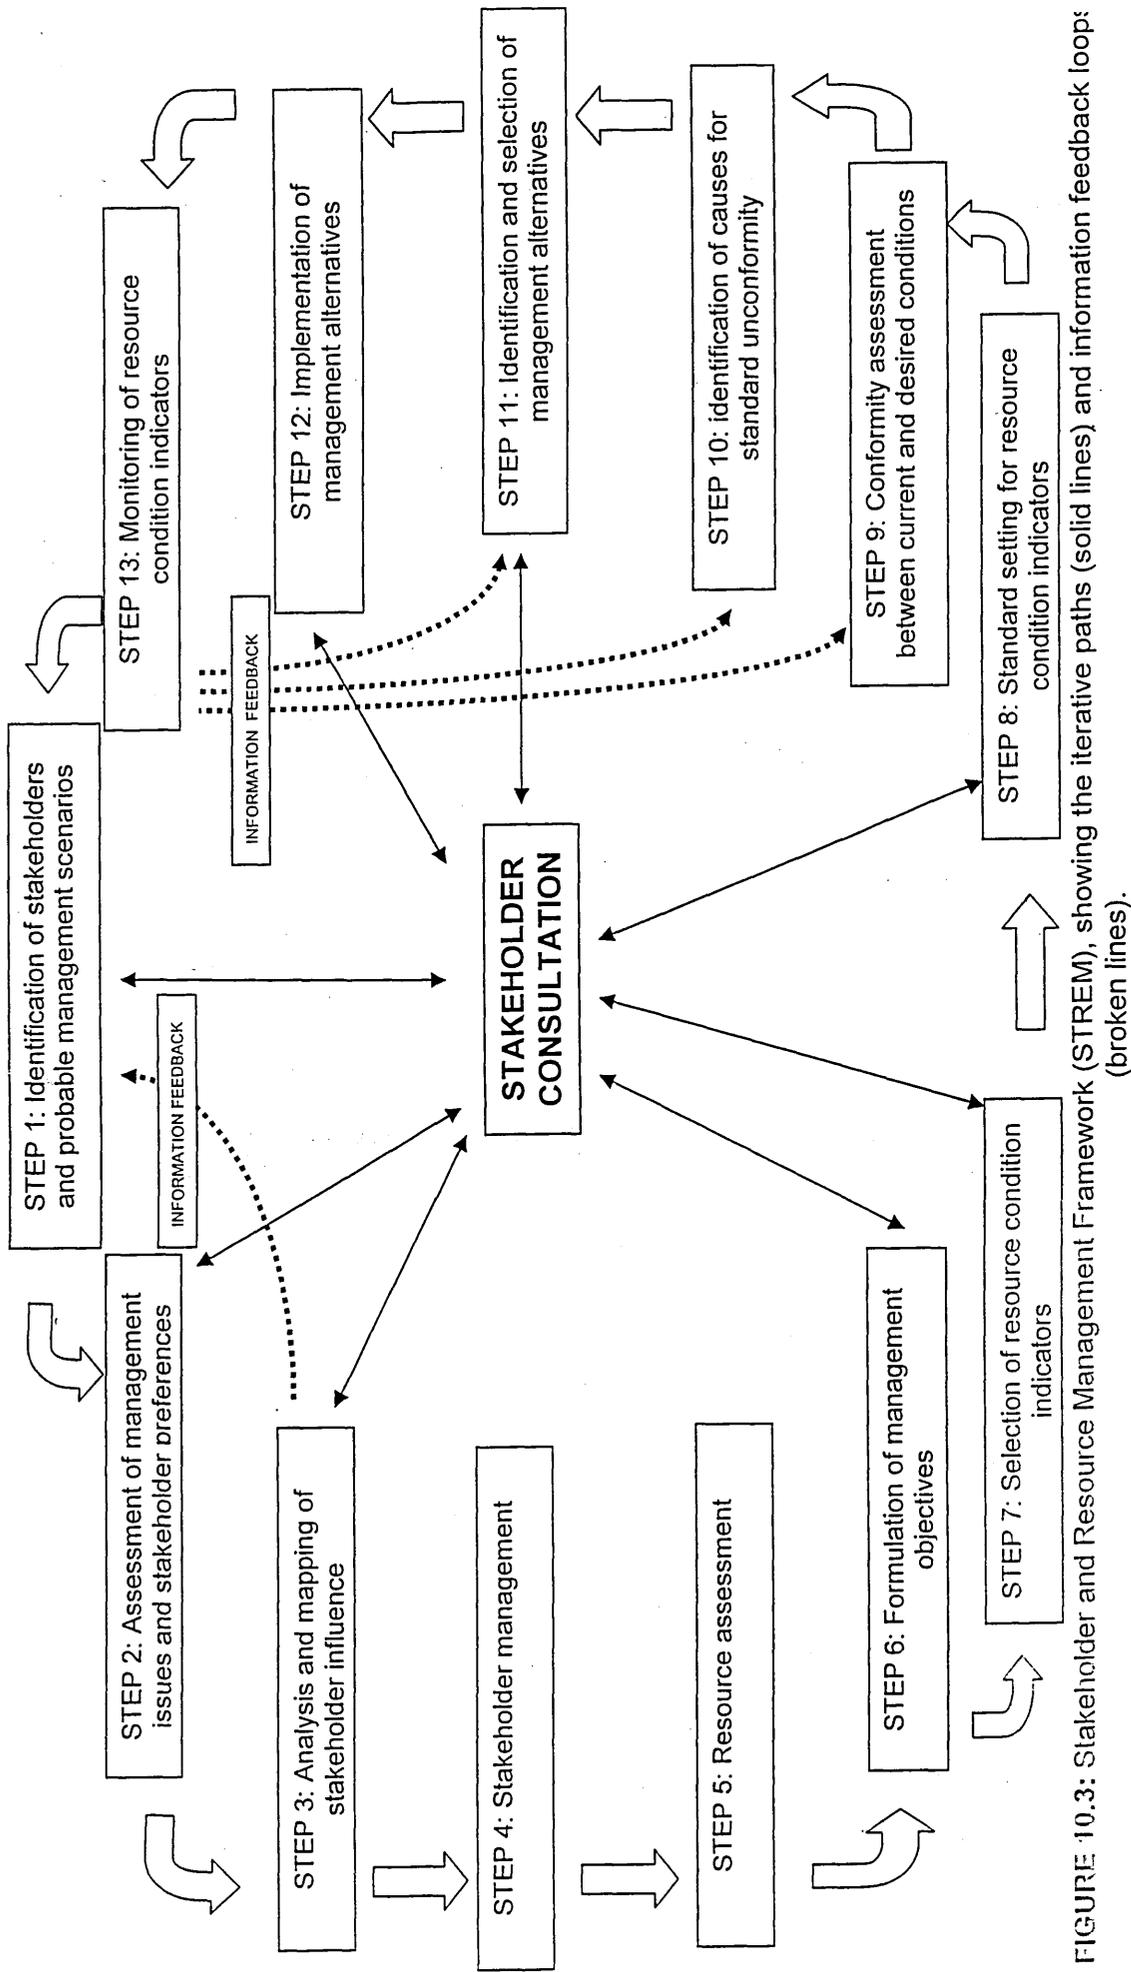 STEP 1: Identification of stakeholders
and probable management scenarios
STEP 2: Assessment of management
issues and stakeholder preferences
INFORMATION FEEDBACK
STEP 3: Analysis and mapping of
stakeholder influence
STEP 4: Stakeholder management
STEP 5: Resource assessment
STEP 6: Formulation of management
objectives
STEP 7: Selection of resource condition
indicators
STEP 8: Standard setting for resource
condition indicators
STEP 9: Conformity assessment
between current and desired conditions
STEP 10: identification of causes for
standard unconformity
STEP 11: Identification and selection of
management alternatives
STEP 12: Implementation of
management alternatives
STEP 13: Monitoring of resource
condition indicators
INFORMATION FEEDBACK
STAKEHOLDER
CONSULTATION
FIGURE 10.3: Stakeholder and Resource Management Framework (STREM), showing the iterative paths (solid lines) and information feedback loops
(broken lines).